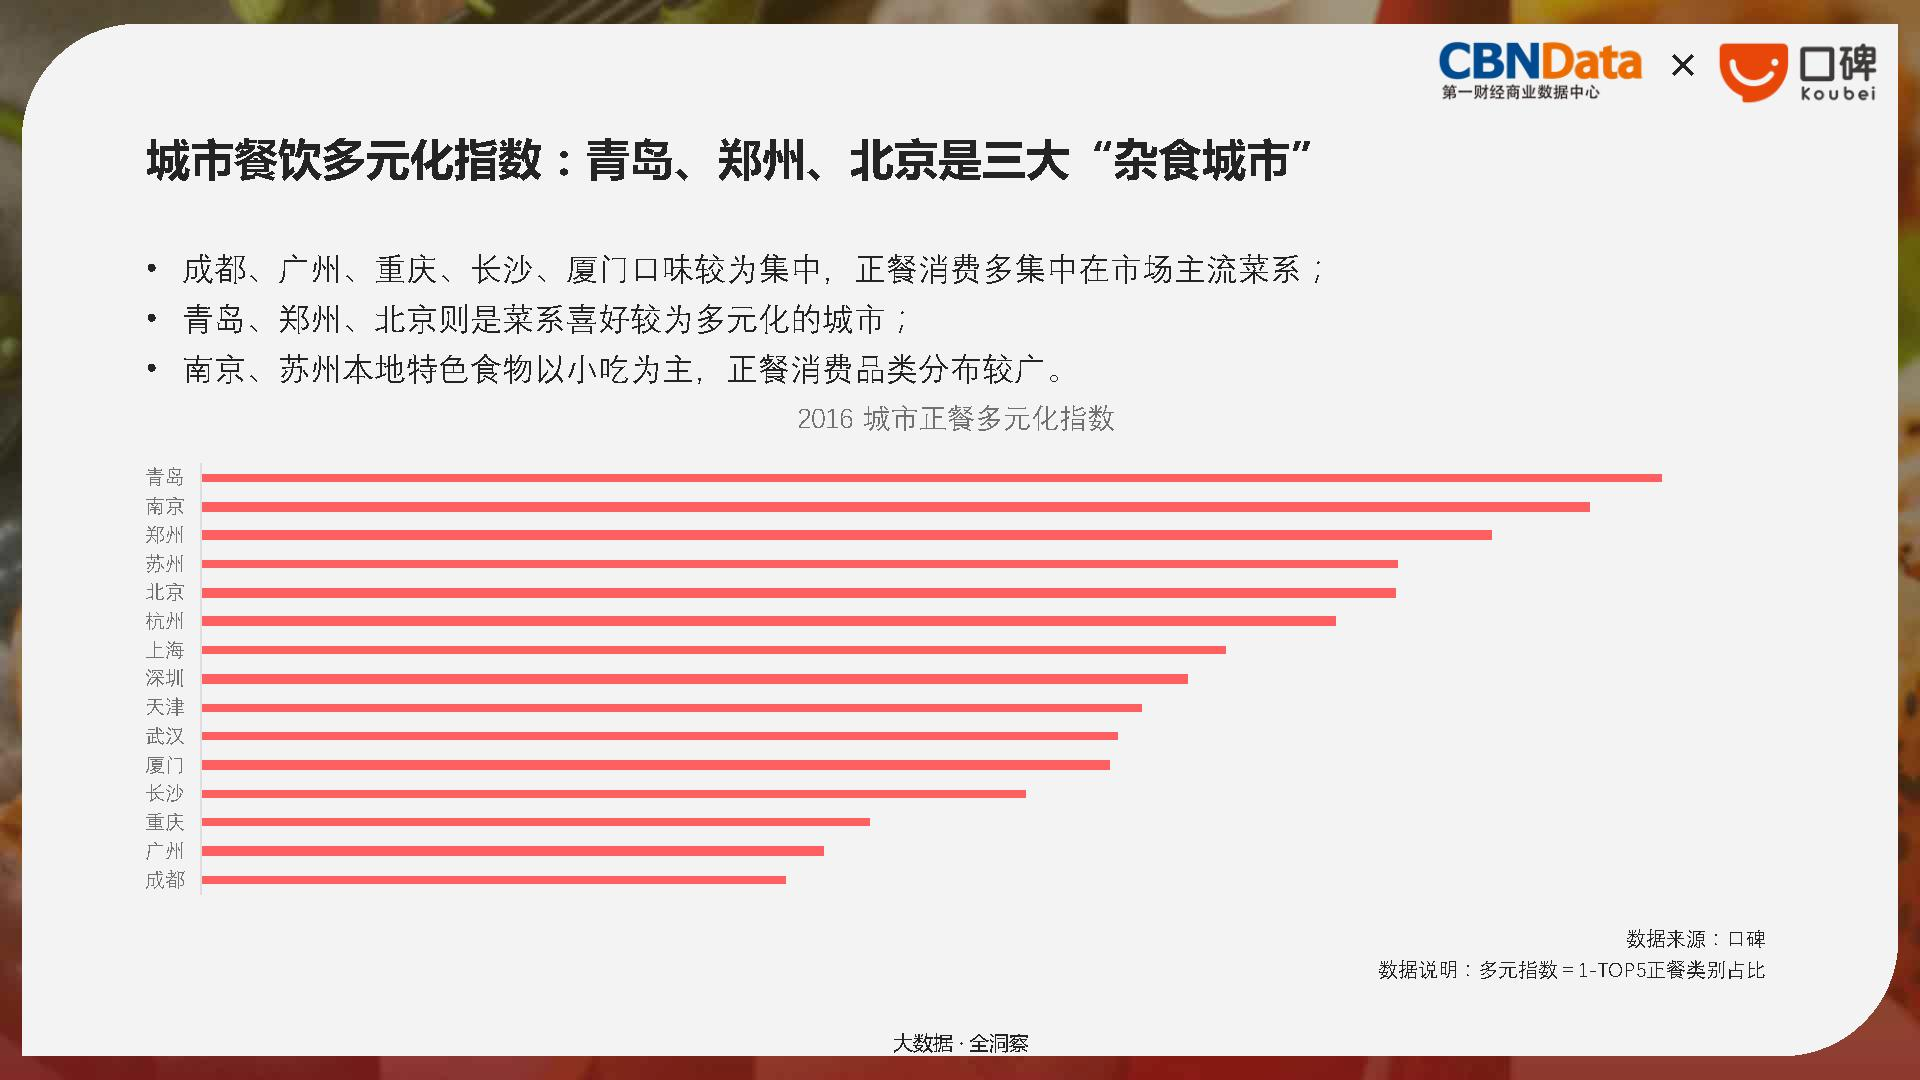 CBNData × 口碑
第一财经商业数据中心 Koubei
城市餐饮多元化指数：青岛、郑州、北京是三大“杂食城市”
• 成都、广州、重庆、长沙、厦门口味较为集中，正餐消费多集中在市场主流菜系；
• 青岛、郑州、北京则是菜系喜好较为多元化的城市；
• 南京、苏州本地特色食物以小吃为主，正餐消费品类分布较广。
2016 城市正餐多元化指数
青岛
南京
郑州
苏州
北京
杭州
上海
深圳
天津
武汉
厦门
长沙
重庆
广州
成都
数据来源：口碑
数据说明：多元指数＝1-TOP5正餐类别占比
大数据·全洞察